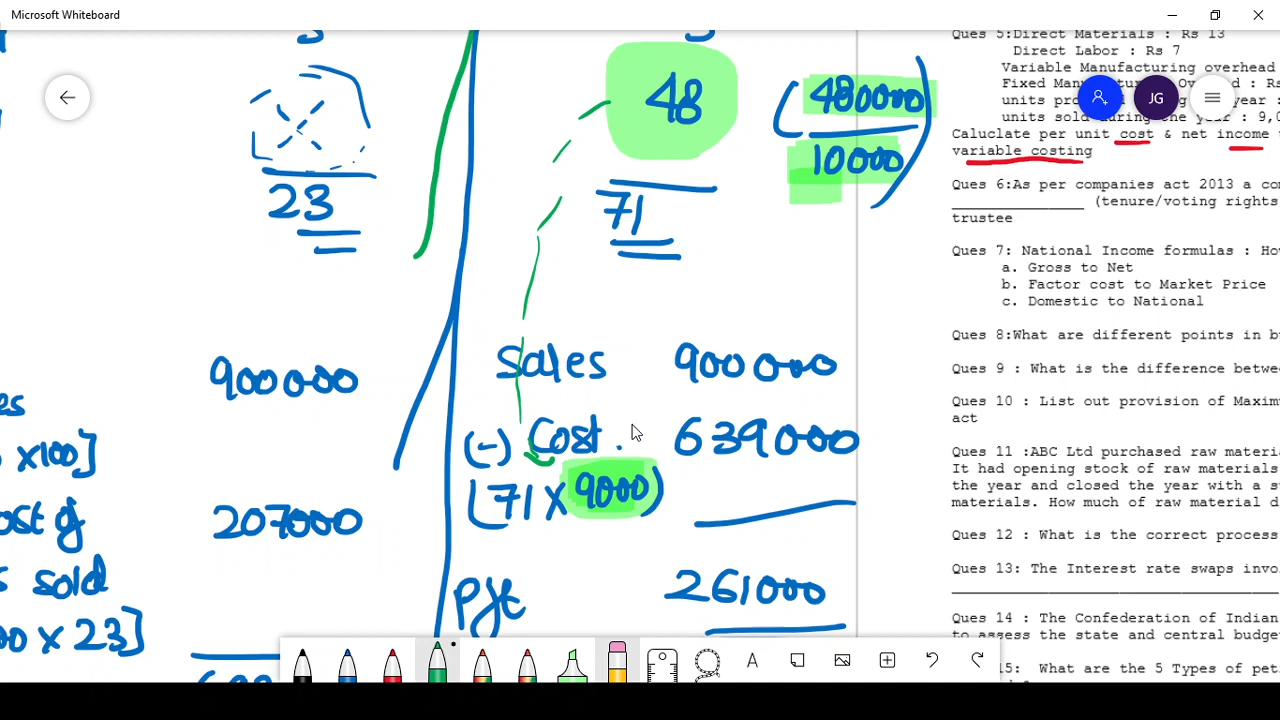 Microsoft Whiteboard
3
23
900000
es
x100]
ost of
207000
s sold
00 x 23]
48
(480000
10000)
71
Sales 900000
(-) Cost. 639000
(71 x 9000)
Pft 261000
JG
Ques 5:Direct Materials : Rs 13
Direct Labor : Rs 7
Variable Manufacturing overhead
units sold during the year : 9,0
Caluclate per unit cost & net income
variable costing
Ques 6:As per companies act 2013 a co
________________ (tenure/voting rights
trustee
Ques 7: National Income formulas : Ho
a. Gross to Net
b. Factor cost to Market Price
c. Domestic to National
Ques 8:What are different points in b
Ques 9 : What is the difference betwe
Ques 10 : List out provision of Maxim
act
Ques 11 :ABC Ltd purchased raw materi
It had opening stock of raw materials
the year and closed the year with a s
materials. How much of raw material d
Ques 12 : What is the correct process
Ques 13: The Interest rate swaps invo
Ques 14 : The Confederation of Indian
to assess the state and central budge
15: What are the 5 Types of pet